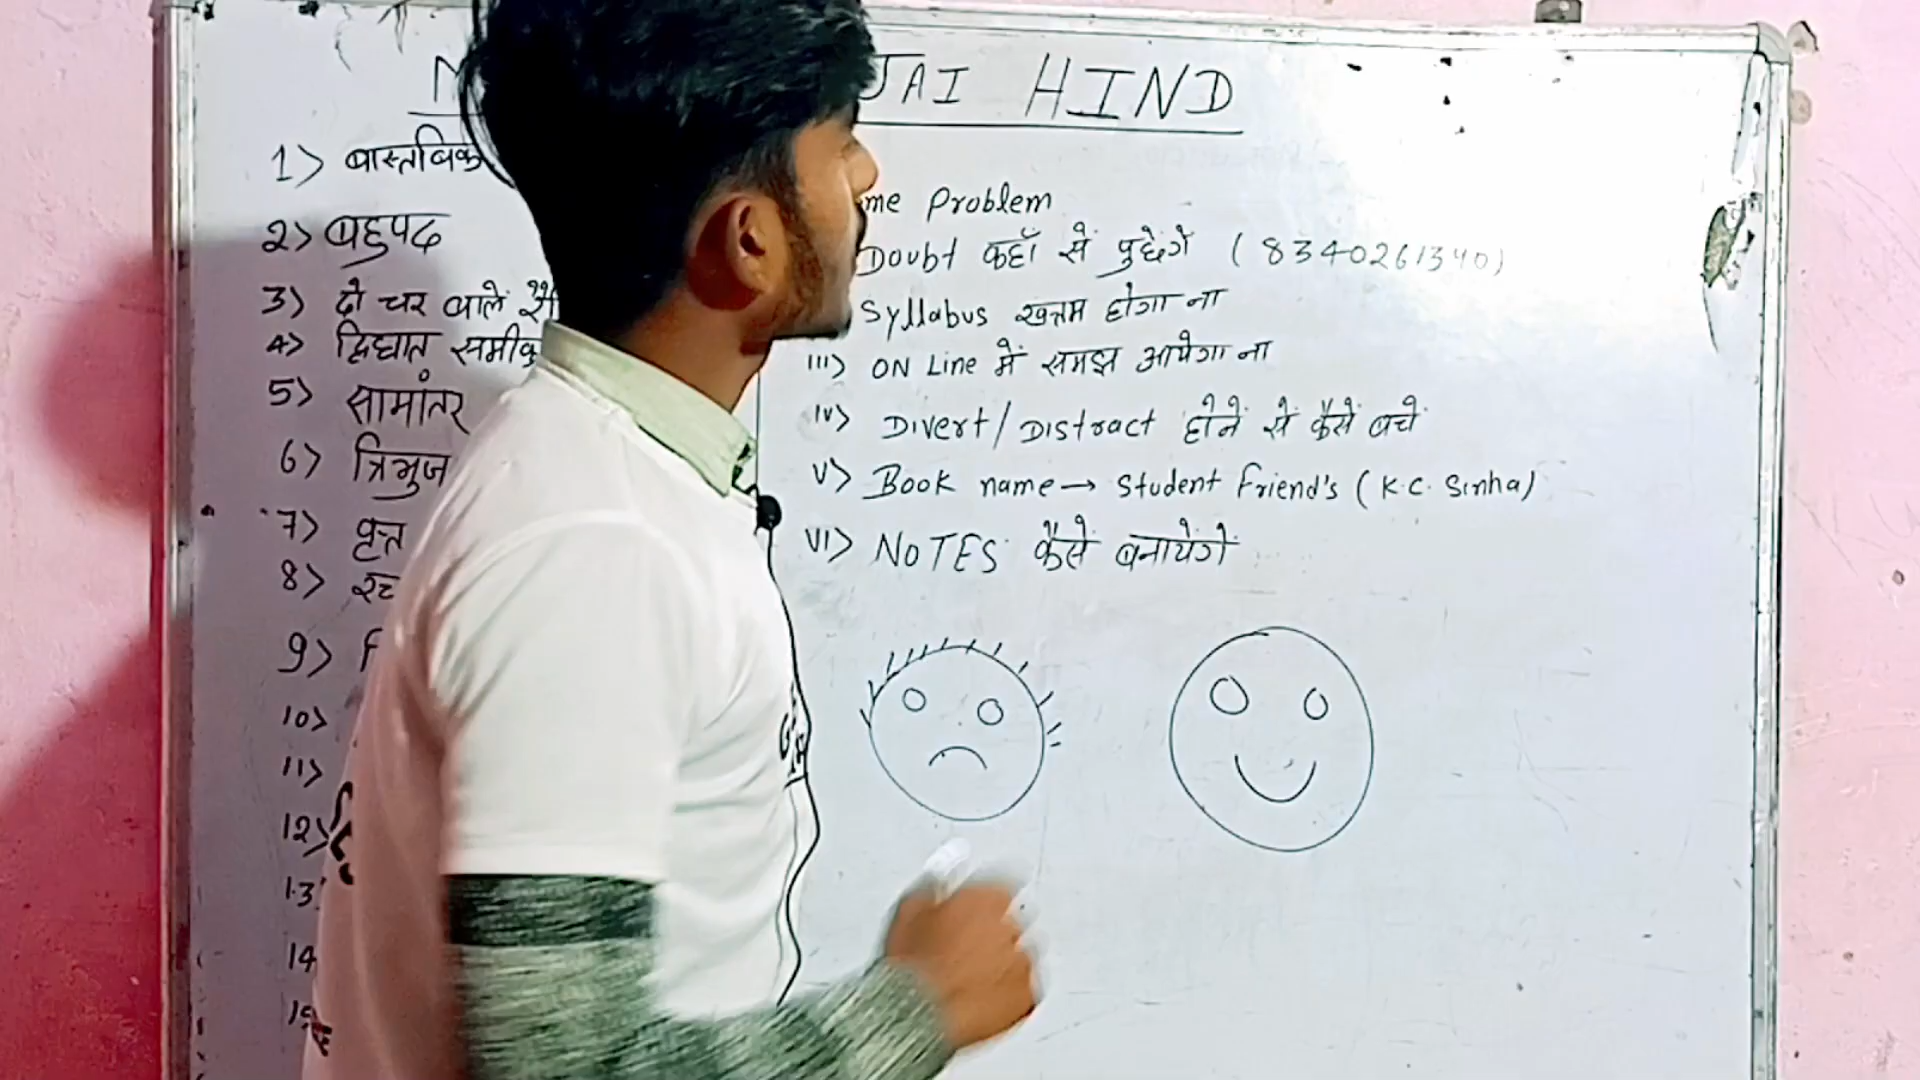 JAI HIND
1> बास्तबिक
2> बहुपद
3> दो चर बाले
4> द्विघात समीक
5> सामांतर
6> त्रिभुज
7> वृत्त
8> रच
9>
10>
11>
12>
13
14
15
me Problem
Doubt कहाँ से पुछेंगे (8340261340)
Syllabus खत्म होगा ना
III> ON Line में समझ आयेगा ना
IV> Divert/Distract होने से कैसे बचे
V> Book name → Student Friend's (K.C. Sinha)
VI> NOTES कैसे बनायेंगे